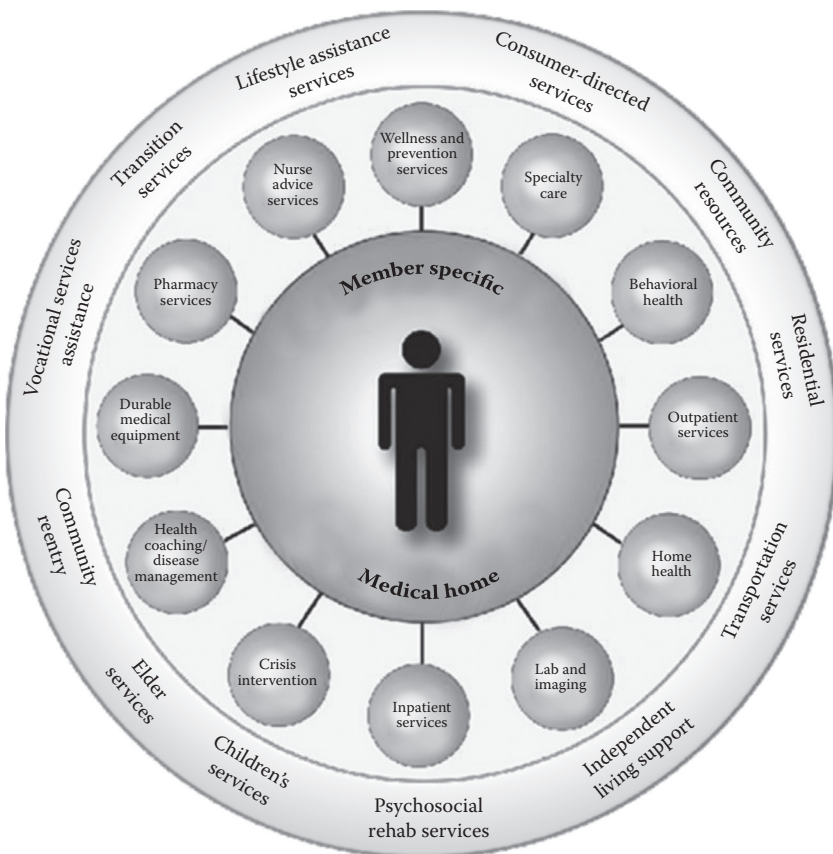 Lifestyle assistance
services
Consumer-directed
services
Community
resources
Residential
services
Transportation
services
Independent
living support
Psychosocial
rehab services
Children's
services
Elder
services
Community
reentry
Vocational services
assistance
Transition
services
Wellness and
prevention
services
Specialty
care
Behavioral
health
Outpatient
services
Home
health
Lab and
imaging
Inpatient
services
Crisis
intervention
Health
coaching/
disease
management
Durable
medical
equipment
Pharmacy
services
Nurse
advice
services
Member specific
Medical home